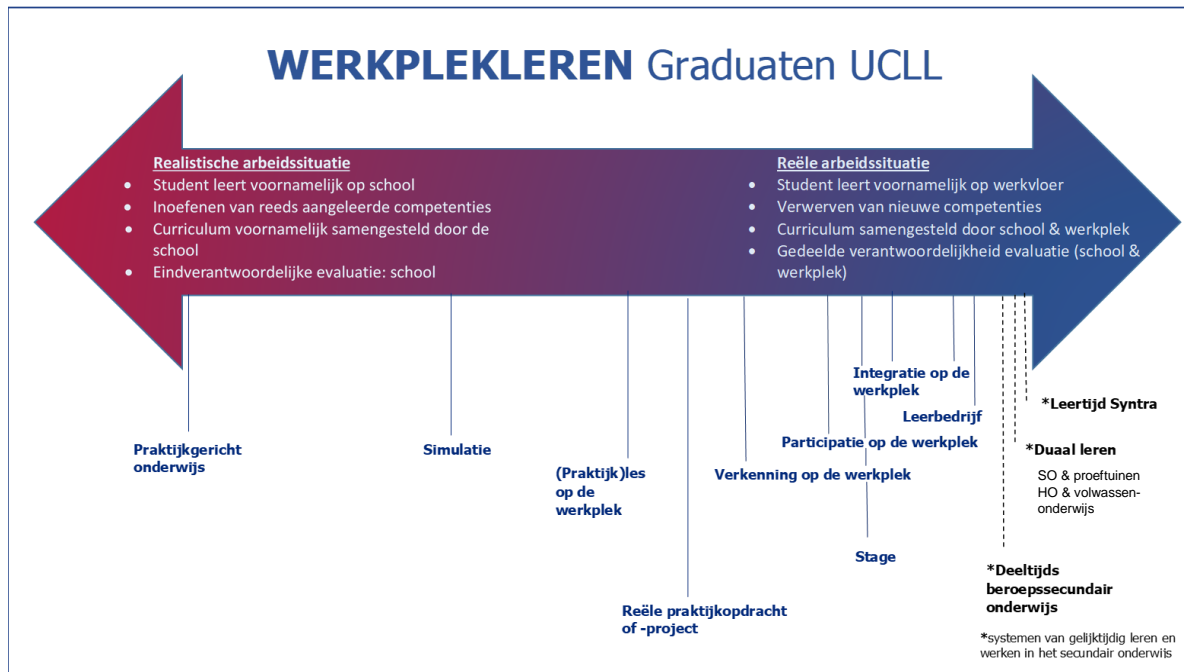 WERKPLEKLEREN Graduaten UCLL
Realistische arbeidssituatie
• Student leert voornamelijk op school
• Inoefenen van reeds aangeleerde competenties
• Curriculum voornamelijk samengesteld door de
school
• Eindverantwoordelijke evaluatie: school
Reële arbeidssituatie
• Student leert voornamelijk op werkvloer
• Verwerven van nieuwe competenties
• Curriculum samengesteld door school & werkplek
• Gedeelde verantwoordelijkheid evaluatie (school &
werkplek)
Praktijkgericht
onderwijs
Simulatie
(Praktijk)les
op de
werkplek
Reële praktijkopdracht
of -project
Verkenning op de werkplek
Participatie op de werkplek
Stage
Integratie op de
werkplek
Leerbedrijf
*Deeltijds
beroepssecundair
onderwijs
*Duaal leren
SO & proeftuinen
HO & volwassen-
onderwijs
*Leertijd Syntra
*systemen van gelijktijdig leren en
werken in het secundair onderwijs